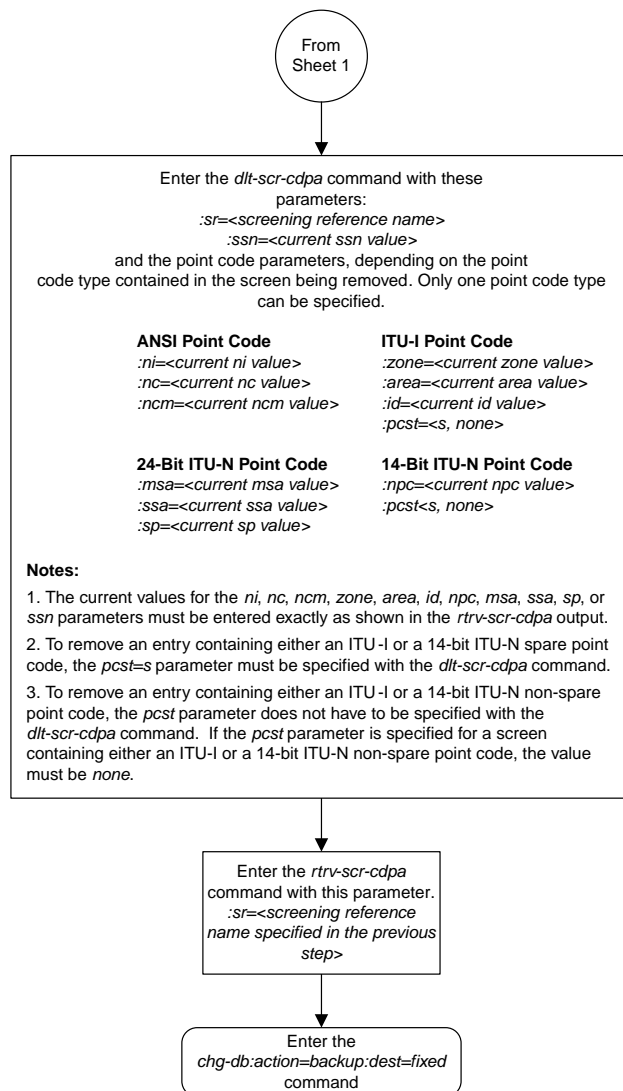 From
Sheet 1
Enter the dlt-scr-cdpa command with these
parameters:
:sr=<screening reference name>
:ssn=<current ssn value>
and the point code parameters, depending on the point
code type contained in the screen being removed. Only one point code type
can be specified.
ANSI Point Code
:ni=<current ni value>
:nc=<current nc value>
:ncm=<current ncm value>
ITU-I Point Code
:zone=<current zone value>
:area=<current area value>
:id=<current id value>
:pcst=<s, none>
24-Bit ITU-N Point Code
:msa=<current msa value>
:ssa=<current ssa value>
:sp=<current sp value>
14-Bit ITU-N Point Code
:npc=<current npc value>
:pcst<s, none>
Notes:
1. The current values for the ni, nc, ncm, zone, area, id, npc, msa, ssa, sp, or
ssn parameters must be entered exactly as shown in the rtrv-scr-cdpa output.
2. To remove an entry containing either an ITU-I or a 14-bit ITU-N spare point
code, the pcst=s parameter must be specified with the dlt-scr-cdpa command.
3. To remove an entry containing either an ITU-I or a 14-bit ITU-N non-spare
point code, the pcst parameter does not have to be specified with the
dlt-scr-cdpa command. If the pcst parameter is specified for a screen
containing either an ITU-I or a 14-bit ITU-N non-spare point code, the value
must be none.
Enter the rtrv-scr-cdpa
command with this parameter.
:sr=<screening reference
name specified in the previous
step>
Enter the
chg-db:action=backup:dest=fixed
command